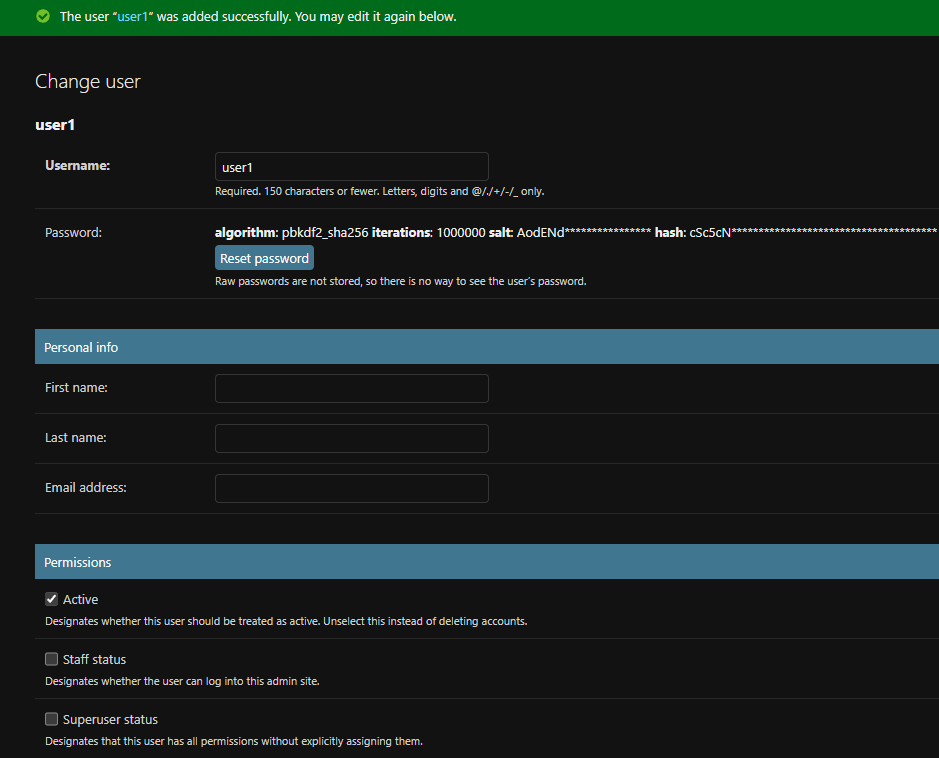 The user “user1” was added successfully. You may edit it again below.
Change user
user1
Username:
user1
Required. 150 characters or fewer. Letters, digits and @/./+/-/_ only.
Password:
algorithm: pbkdf2_sha256 iterations: 1000000 salt: AodENd**************** hash: cSc5cN**************************************
Reset password
Raw passwords are not stored, so there is no way to see the user’s password.
Personal info
First name:
Last name:
Email address:
Permissions
Active
Designates whether this user should be treated as active. Unselect this instead of deleting accounts.
Staff status
Designates whether the user can log into this admin site.
Superuser status
Designates that this user has all permissions without explicitly assigning them.